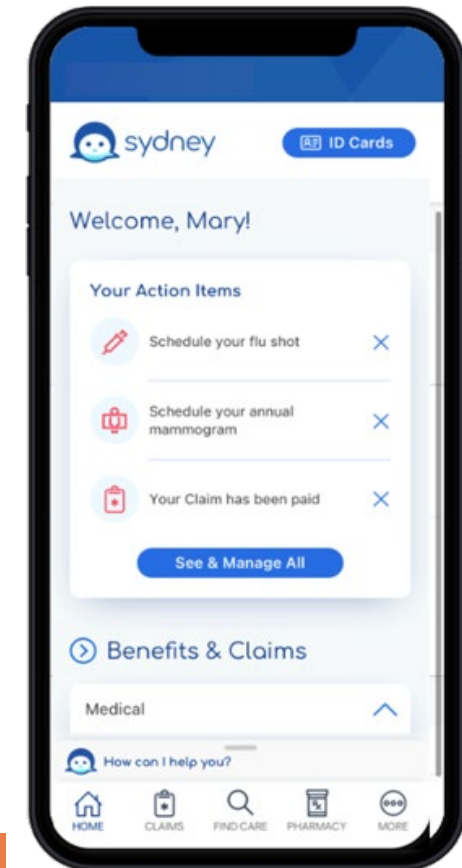 sydney
ID Cards
Welcome, Mary!
Your Action Items
Schedule your flu shot
Schedule your annual
mammogram
Your Claim has been paid
See & Manage All
Benefits & Claims
Medical
How can I help you?
HOME CLAIMS FIND CARE PHARMACY MORE